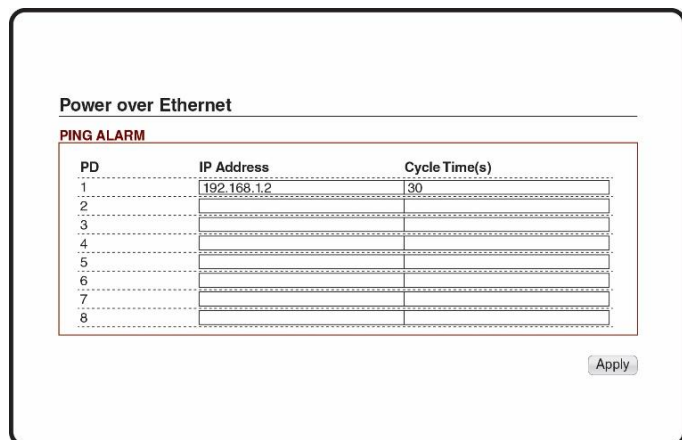 Power over Ethernet
PING ALARM
PD IP Address Cycle Time(s)
1 192.168.1.2 30
2
3
4
5
6
7
8
Apply